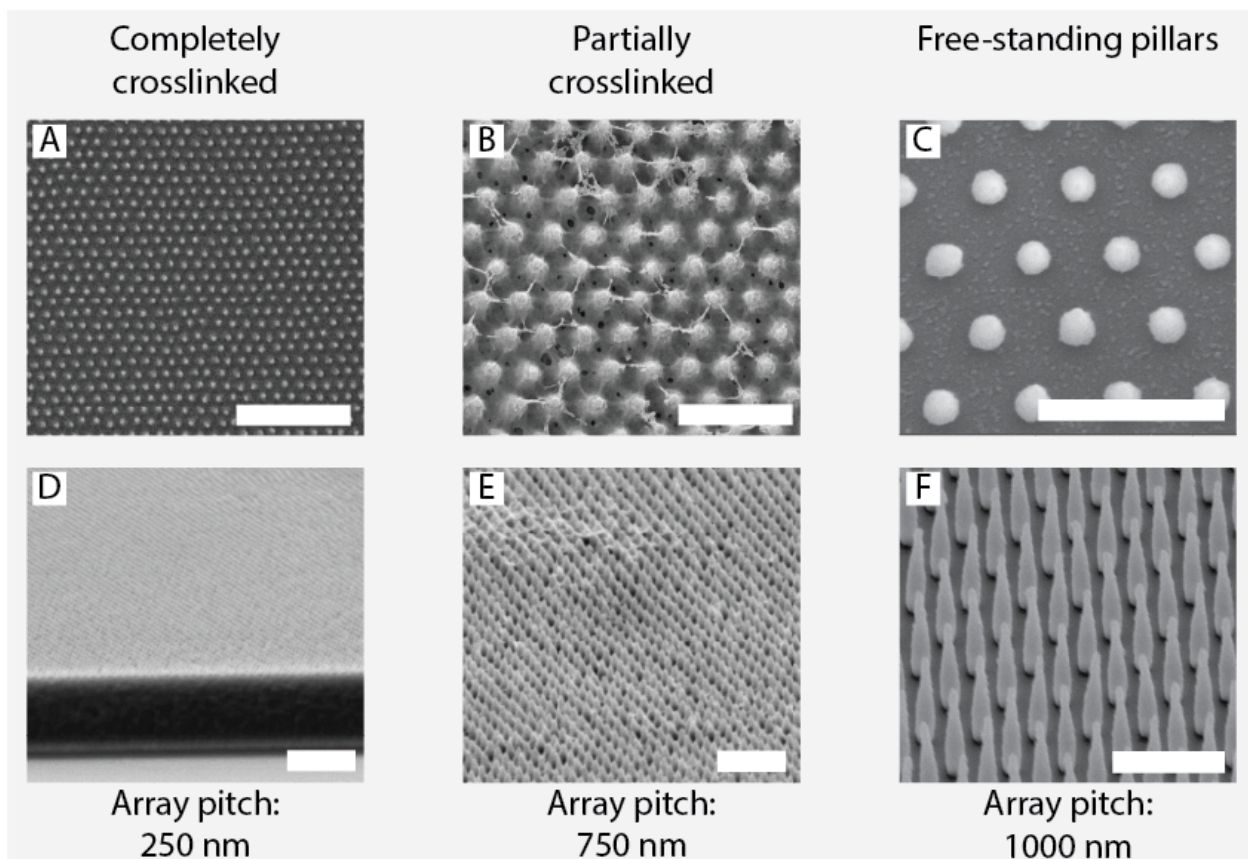 Completely
crosslinked
Partially
crosslinked
Free-standing pillars
A
B
C
D
E
F
Array pitch:
250 nm
Array pitch:
750 nm
Array pitch:
1000 nm